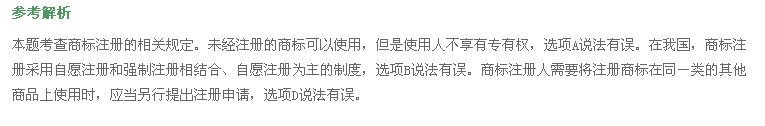 参考解析
本题考查商标注册的相关规定。未经注册的商标可以使用，但是使用人不享有专有权，选项A说法有误。在我国，商标注
册采用自愿注册和强制注册相结合、自愿注册为主的制度，选项B说法有误。商标注册人需要将注册商标在同一类的其他
商品上使用时，应当另行提出注册申请，选项D说法有误。